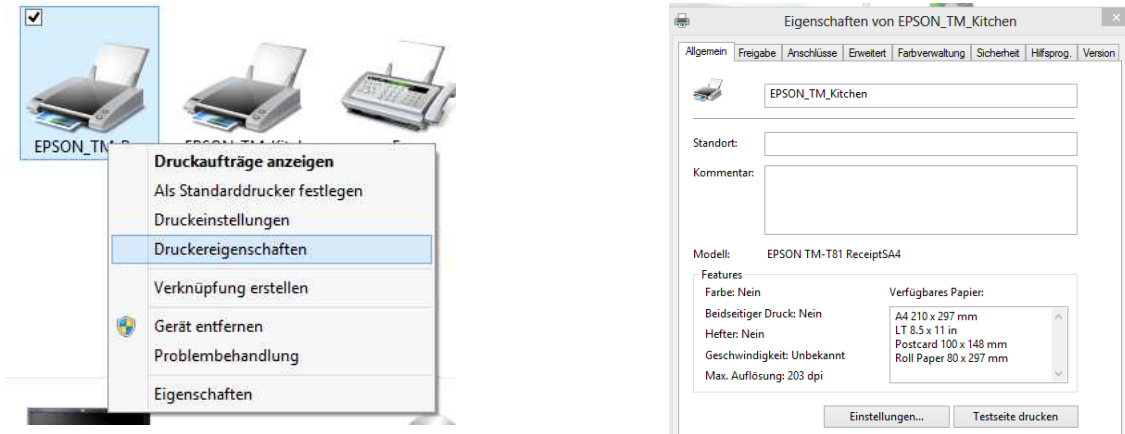 EPSON_TM
Druckaufträge anzeigen
Als Standarddrucker festlegen
Druckeinstellungen
Druckereigenschaften
Verknüpfung erstellen
Gerät entfernen
Problembehandlung
Eigenschaften
Eigenschaften von EPSON_TM_Kitchen
Allgemein Freigabe Anschlüsse Erweitert Farbverwaltung Sicherheit Hilfsprog. Version
EPSON_TM_Kitchen
Standort:
Kommentar:
Modell: EPSON TM-T81 ReceiptSA4
Features
Farbe: Nein Verfügbares Papier:
Beidseitiger Druck: Nein A4 210 x 297 mm
Hefter: Nein LT 8.5 x 11 in
Postcard 100 x 148 mm
Geschwindigkeit: Unbekannt Roll Paper 80 x 297 mm
Max. Auflösung: 203 dpi
Einstellungen... Testseite drucken